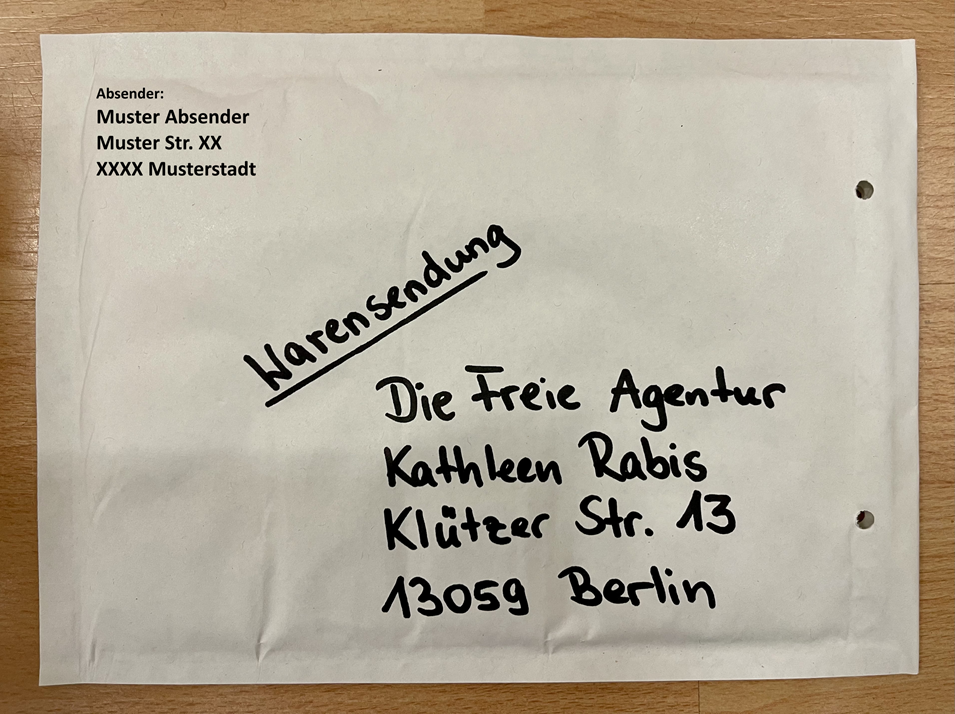 Absender:
Muster Absender
Muster Str. XX
XXXX Musterstadt
Warensendung
Die Freie Agentur
Kathleen Rabis
Klützer Str. 13
13059 Berlin